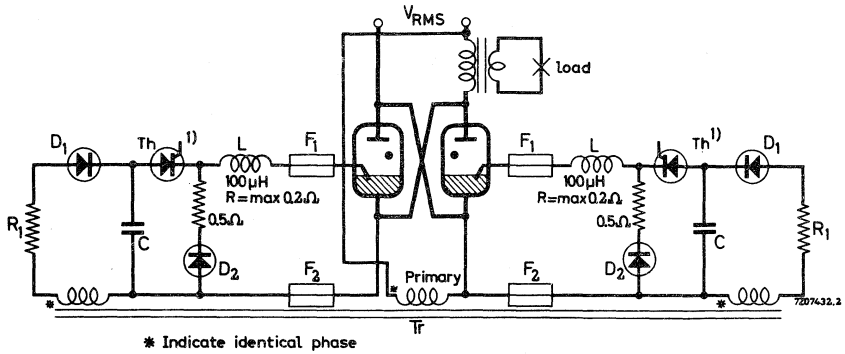 V RMS
load
D1
Th 1)
L
F1
F1
L
Th 1)
D1
100µH
R=max 0.2Ω
100µH
R=max 0.2Ω
R1
C
0.5Ω
D2
F2
Primary
F2
0.5Ω
D2
C
R1
*
*
*
7207432.2
Tr
* Indicate identical phase